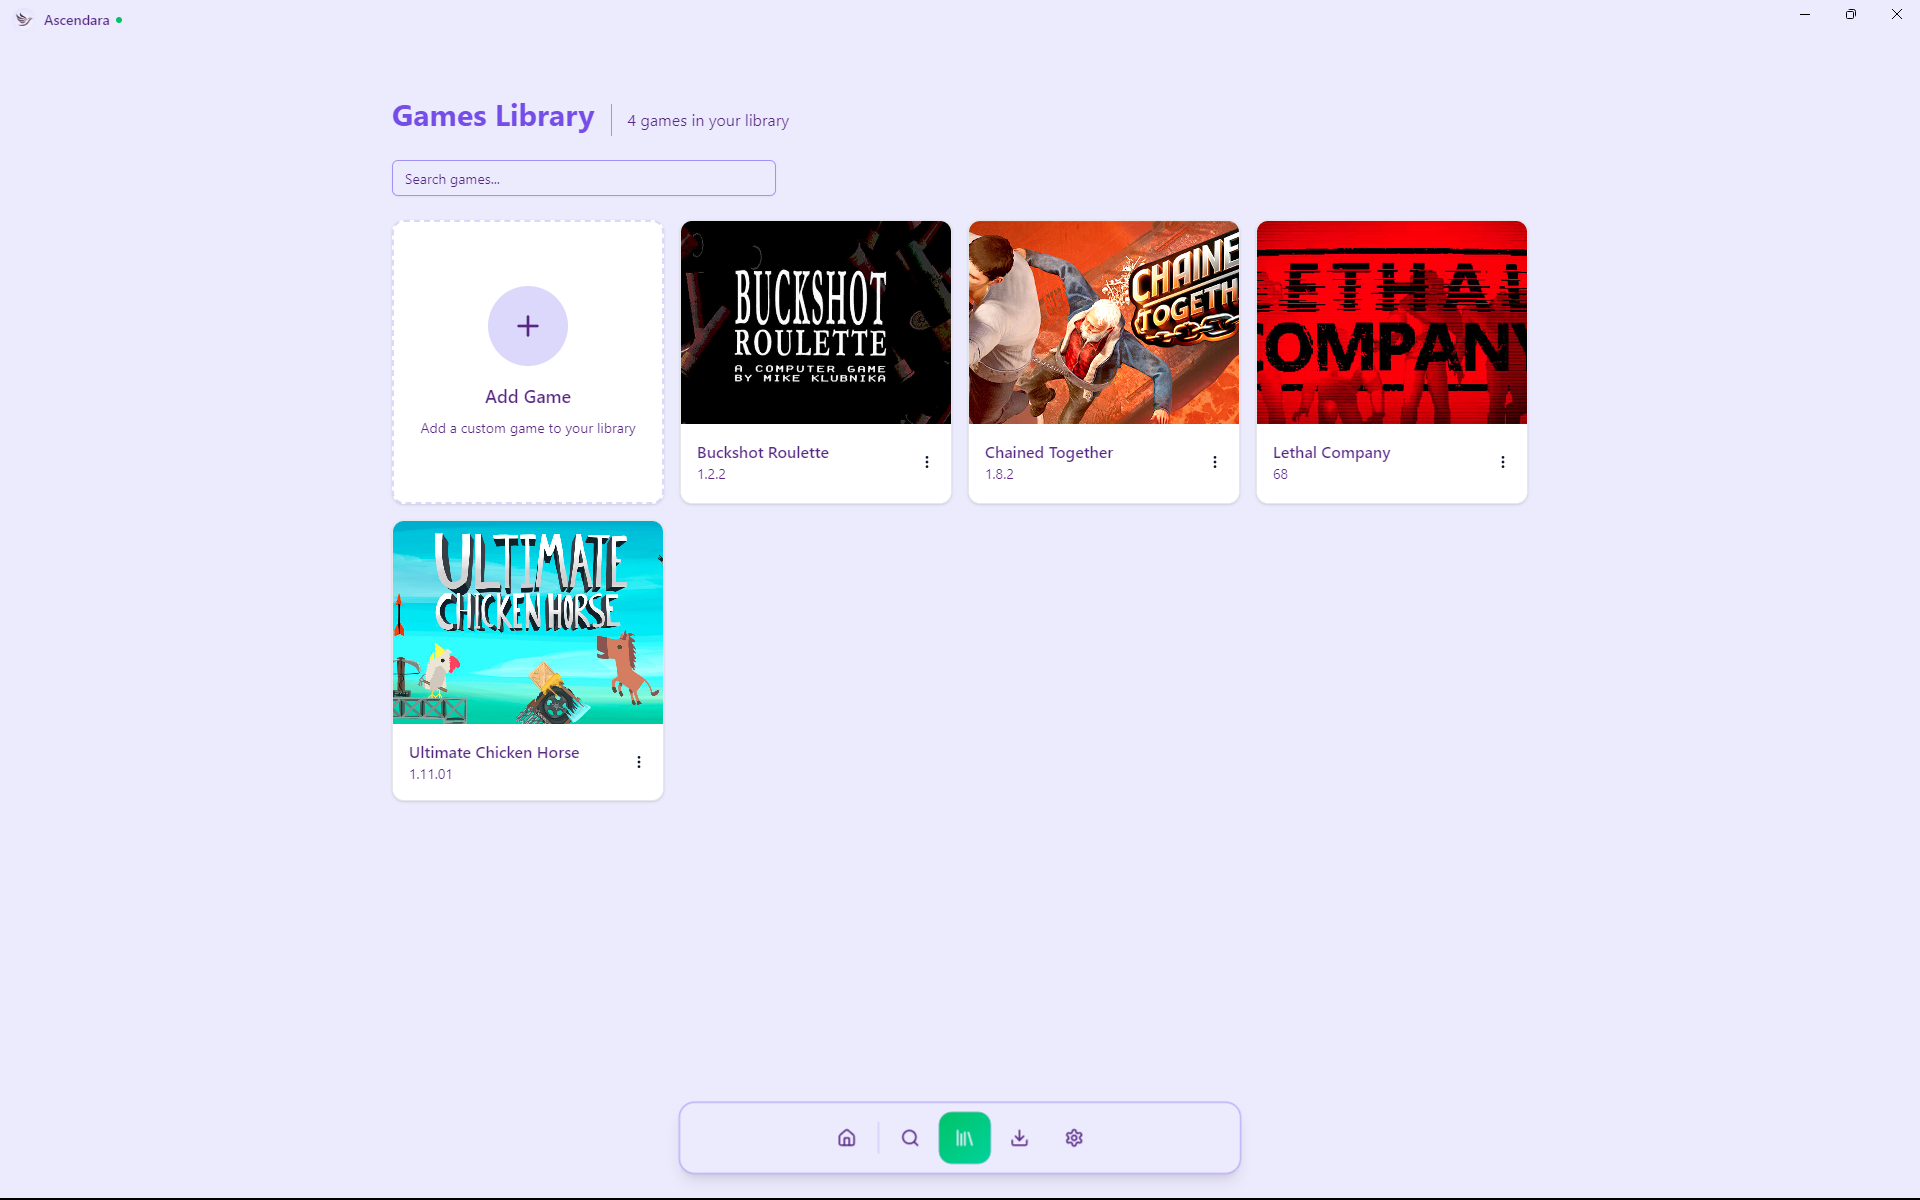 Ascendara
Games Library
4 games in your library
Search games...
Add Game
Add a custom game to your library
BUCKSHOT
ROULETTE
A COMPUTER GAME
BY MIKE KLUBNIKA
Buckshot Roulette
1.2.2
CHAINE
TOGETH
Chained Together
1.8.2
ETHAL
COMPANY
Lethal Company
68
ULTIMATE
CHICKEN HORSE
Ultimate Chicken Horse
1.11.01